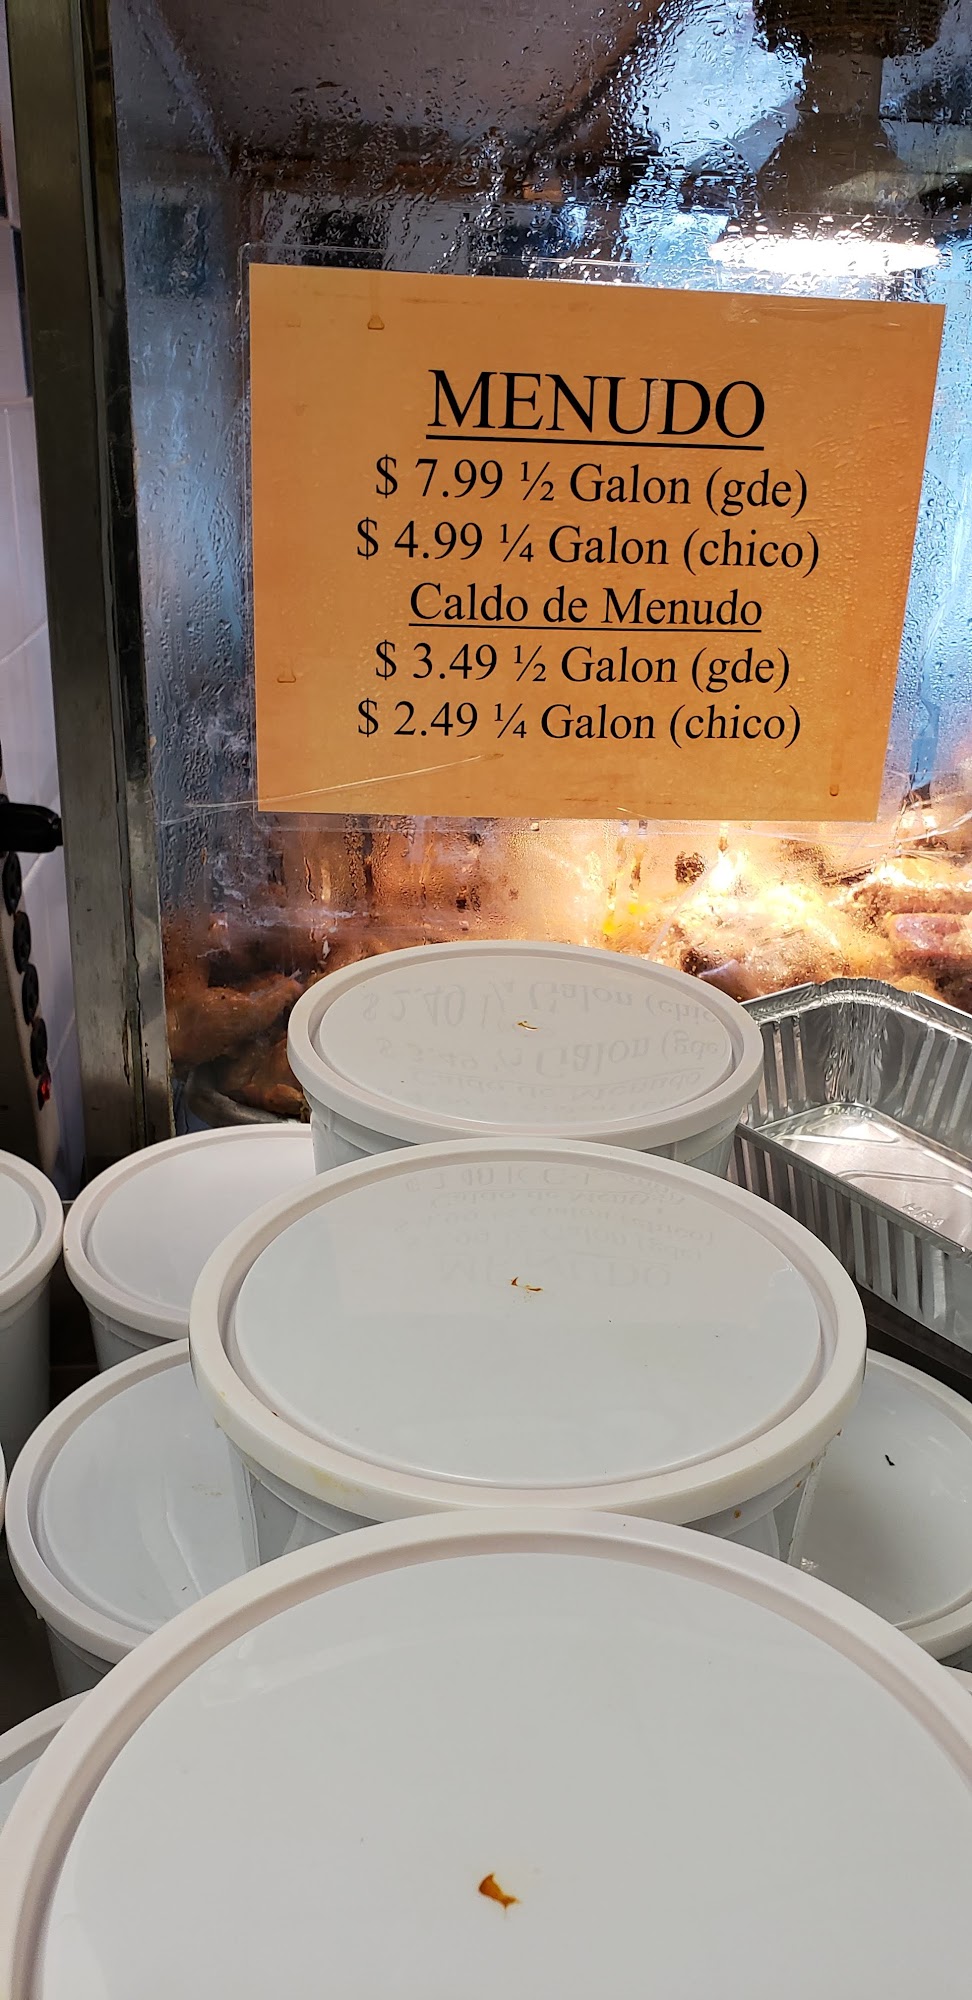 MENUDO
$ 7.99 ½ Galon (gde)
$ 4.99 ¼ Galon (chico)
Caldo de Menudo
$ 3.49 ½ Galon (gde)
$ 2.49 ¼ Galon (chico)